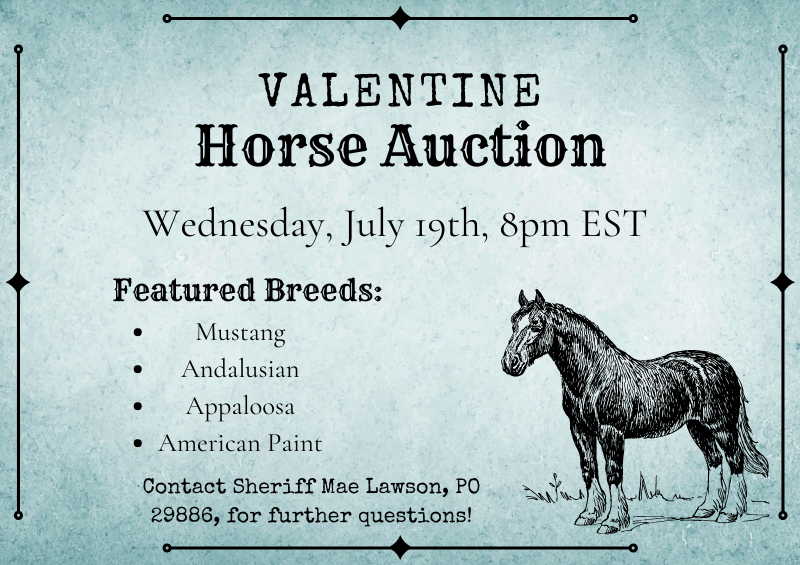 VALENTINE
Horse Auction
Wednesday, July 19th, 8pm EST
Featured Breeds:
• Mustang
• Andalusian
• Appaloosa
• American Paint
Contact Sheriff Mae Lawson, PO
29886, for further questions!